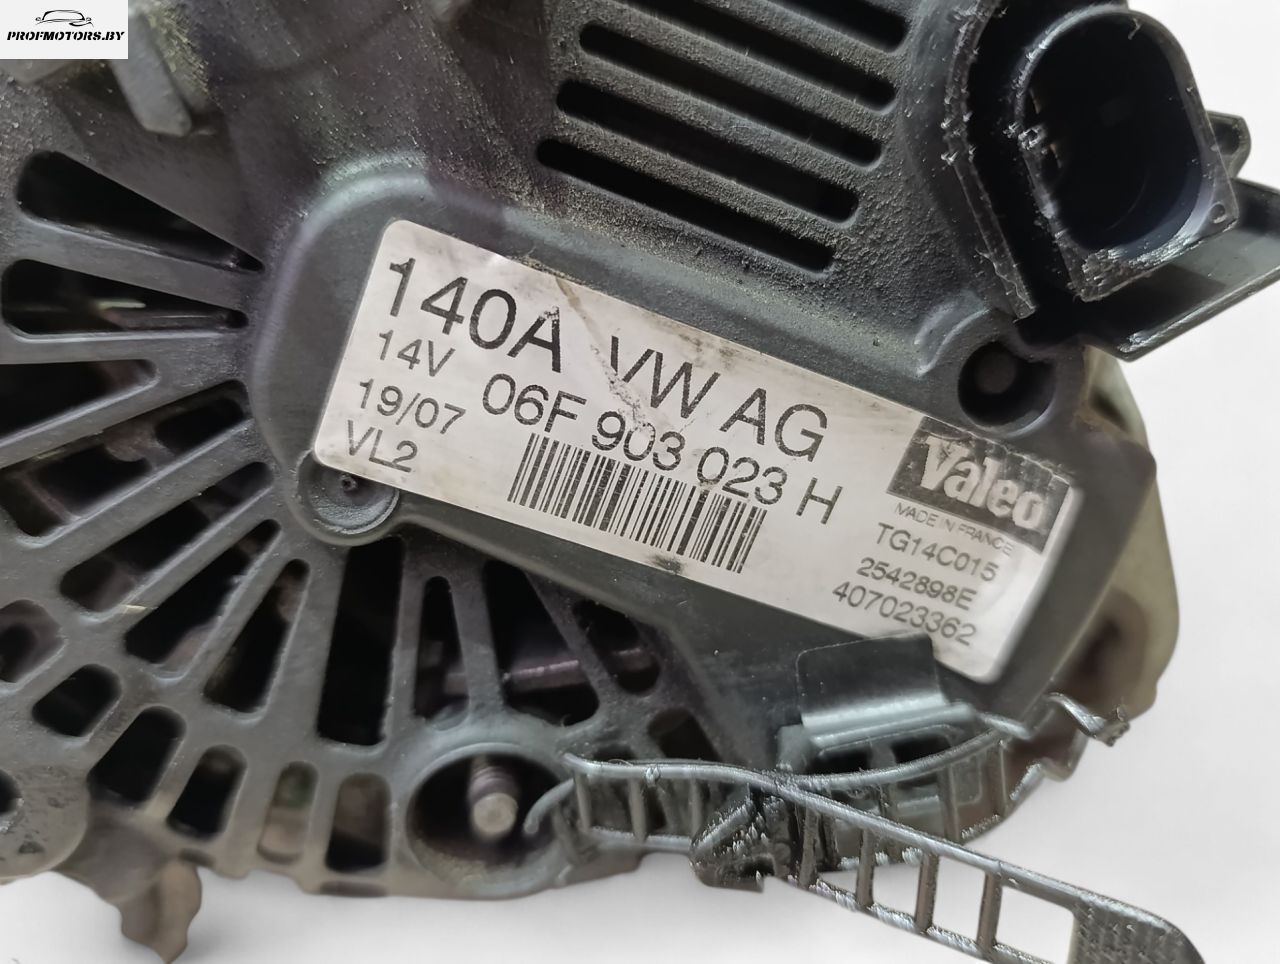 PROFMOTORS.BY
140A VW AG
14V 06F 903 023 H
19/07
VL2
Valeo
MADE IN FRANCE
TG14C015
2542898E
407023362